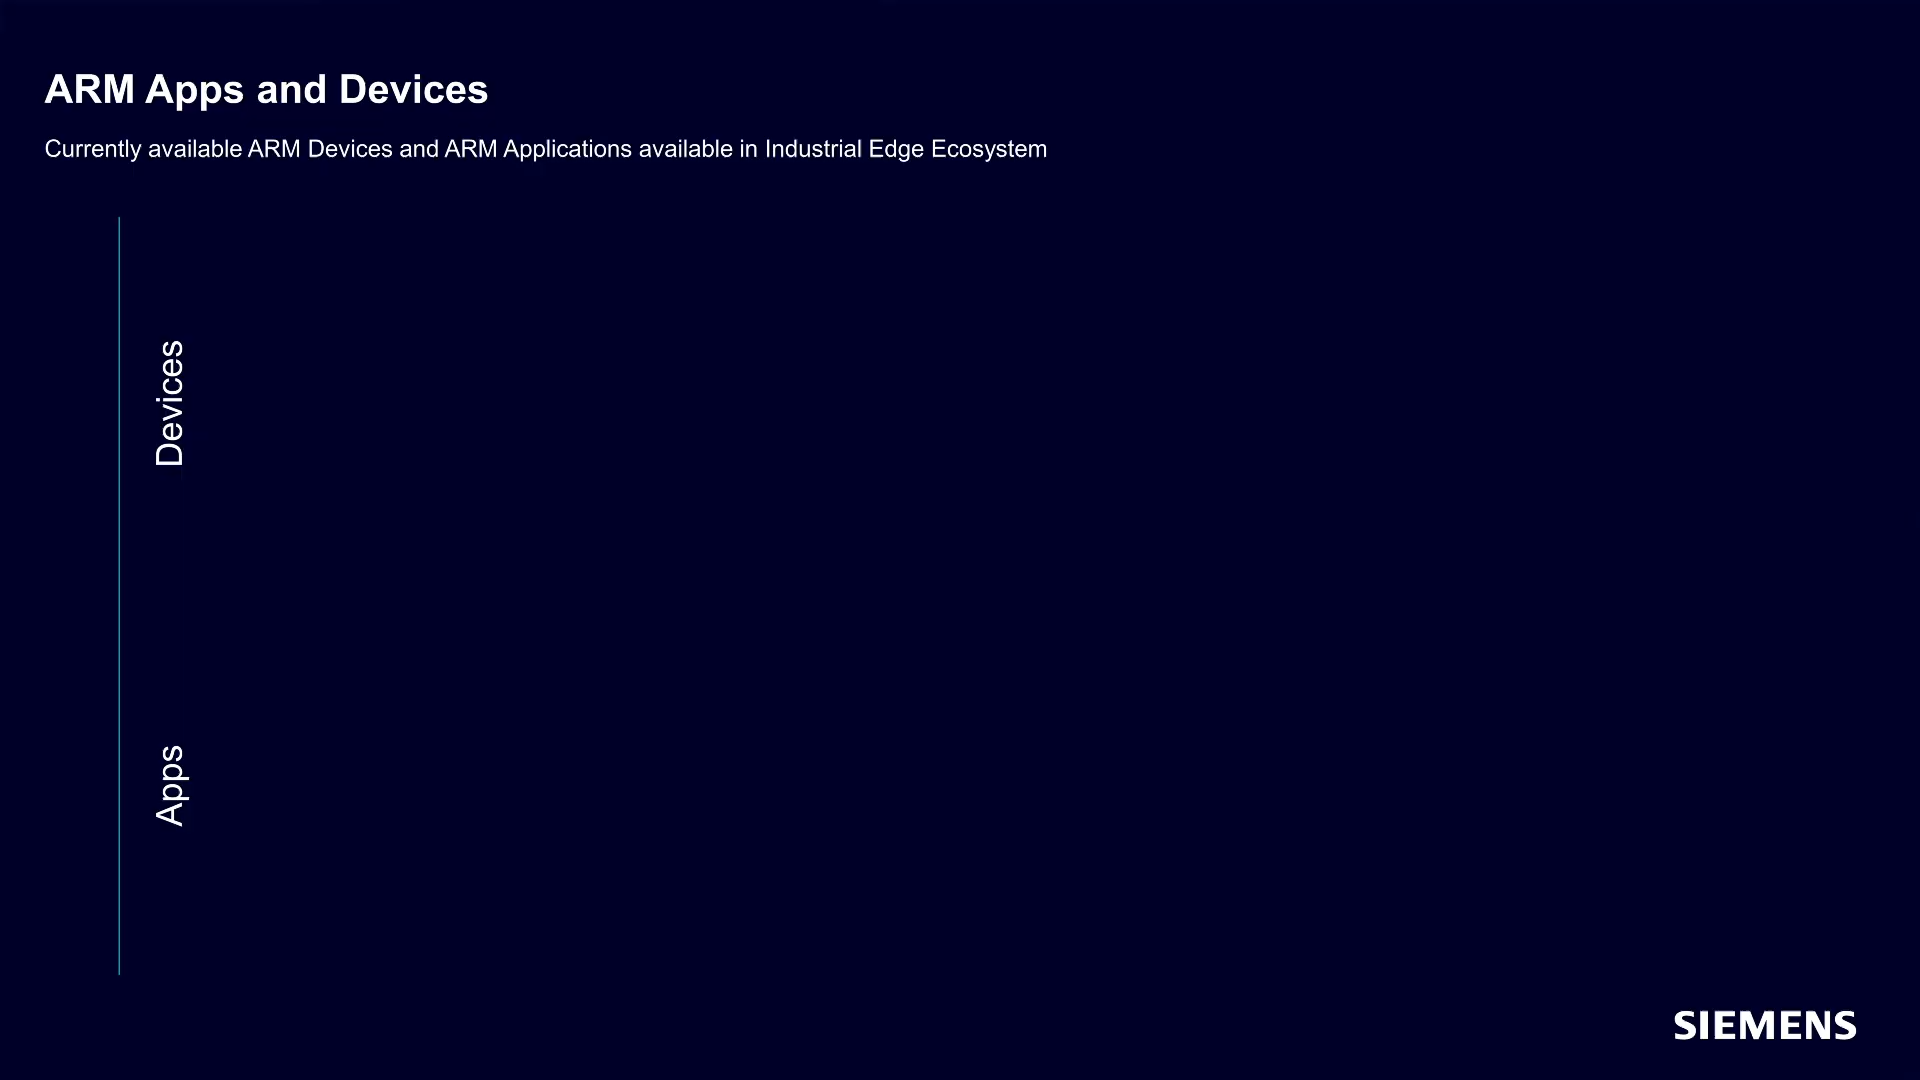 ARM Apps and Devices
Currently available ARM Devices and ARM Applications available in Industrial Edge Ecosystem
Devices
Apps
SIEMENS